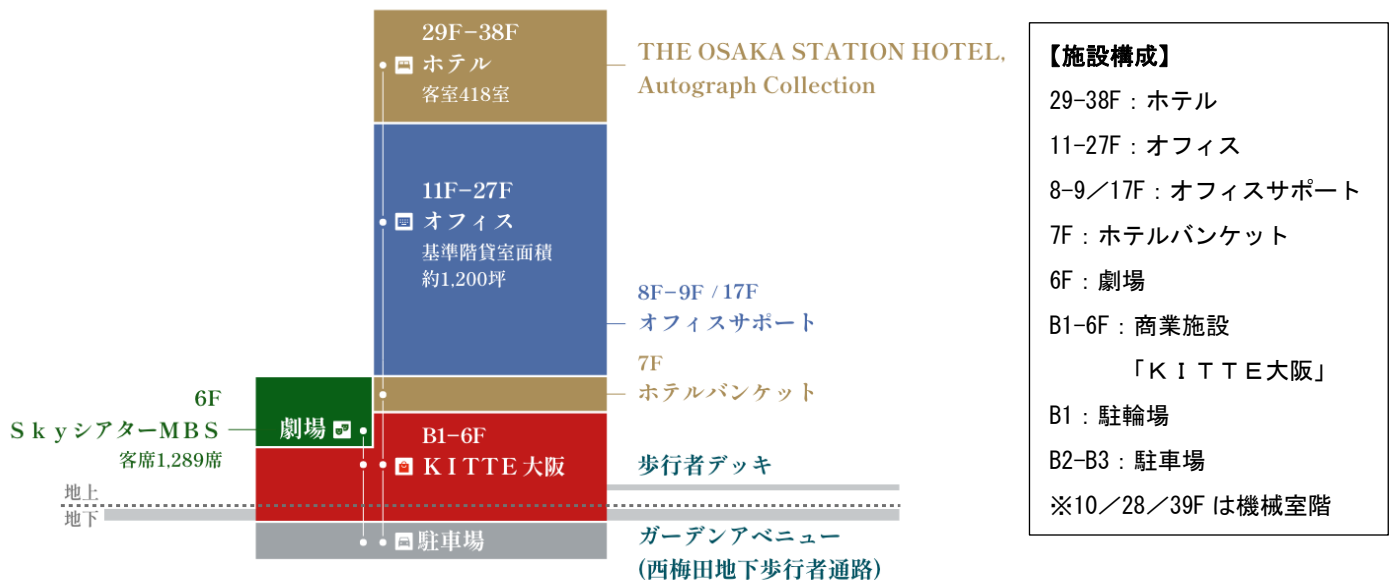 29F-38F
ホテル
客室418室
THE OSAKA STATION HOTEL,
Autograph Collection
11F-27F
オフィス
基準階貸室面積
約1,200坪
8F-9F / 17F
オフィスサポート
7F
ホテルバンケット
6F
ＳｋｙシアターMBS
客席1,289席
劇場
B1-6F
ＫＩＴＴＥ大阪
歩行者デッキ
地上
地下
駐車場
ガーデンアベニュー
(西梅田地下歩行者通路)
【施設構成】
29-38F：ホテル
11-27F：オフィス
8-9／17F：オフィスサポート
7F：ホテルバンケット
6F：劇場
B1-6F：商業施設
「ＫＩＴＴＥ大阪」
B1：駐輪場
B2-B3：駐車場
※10／28／39F は機械室階